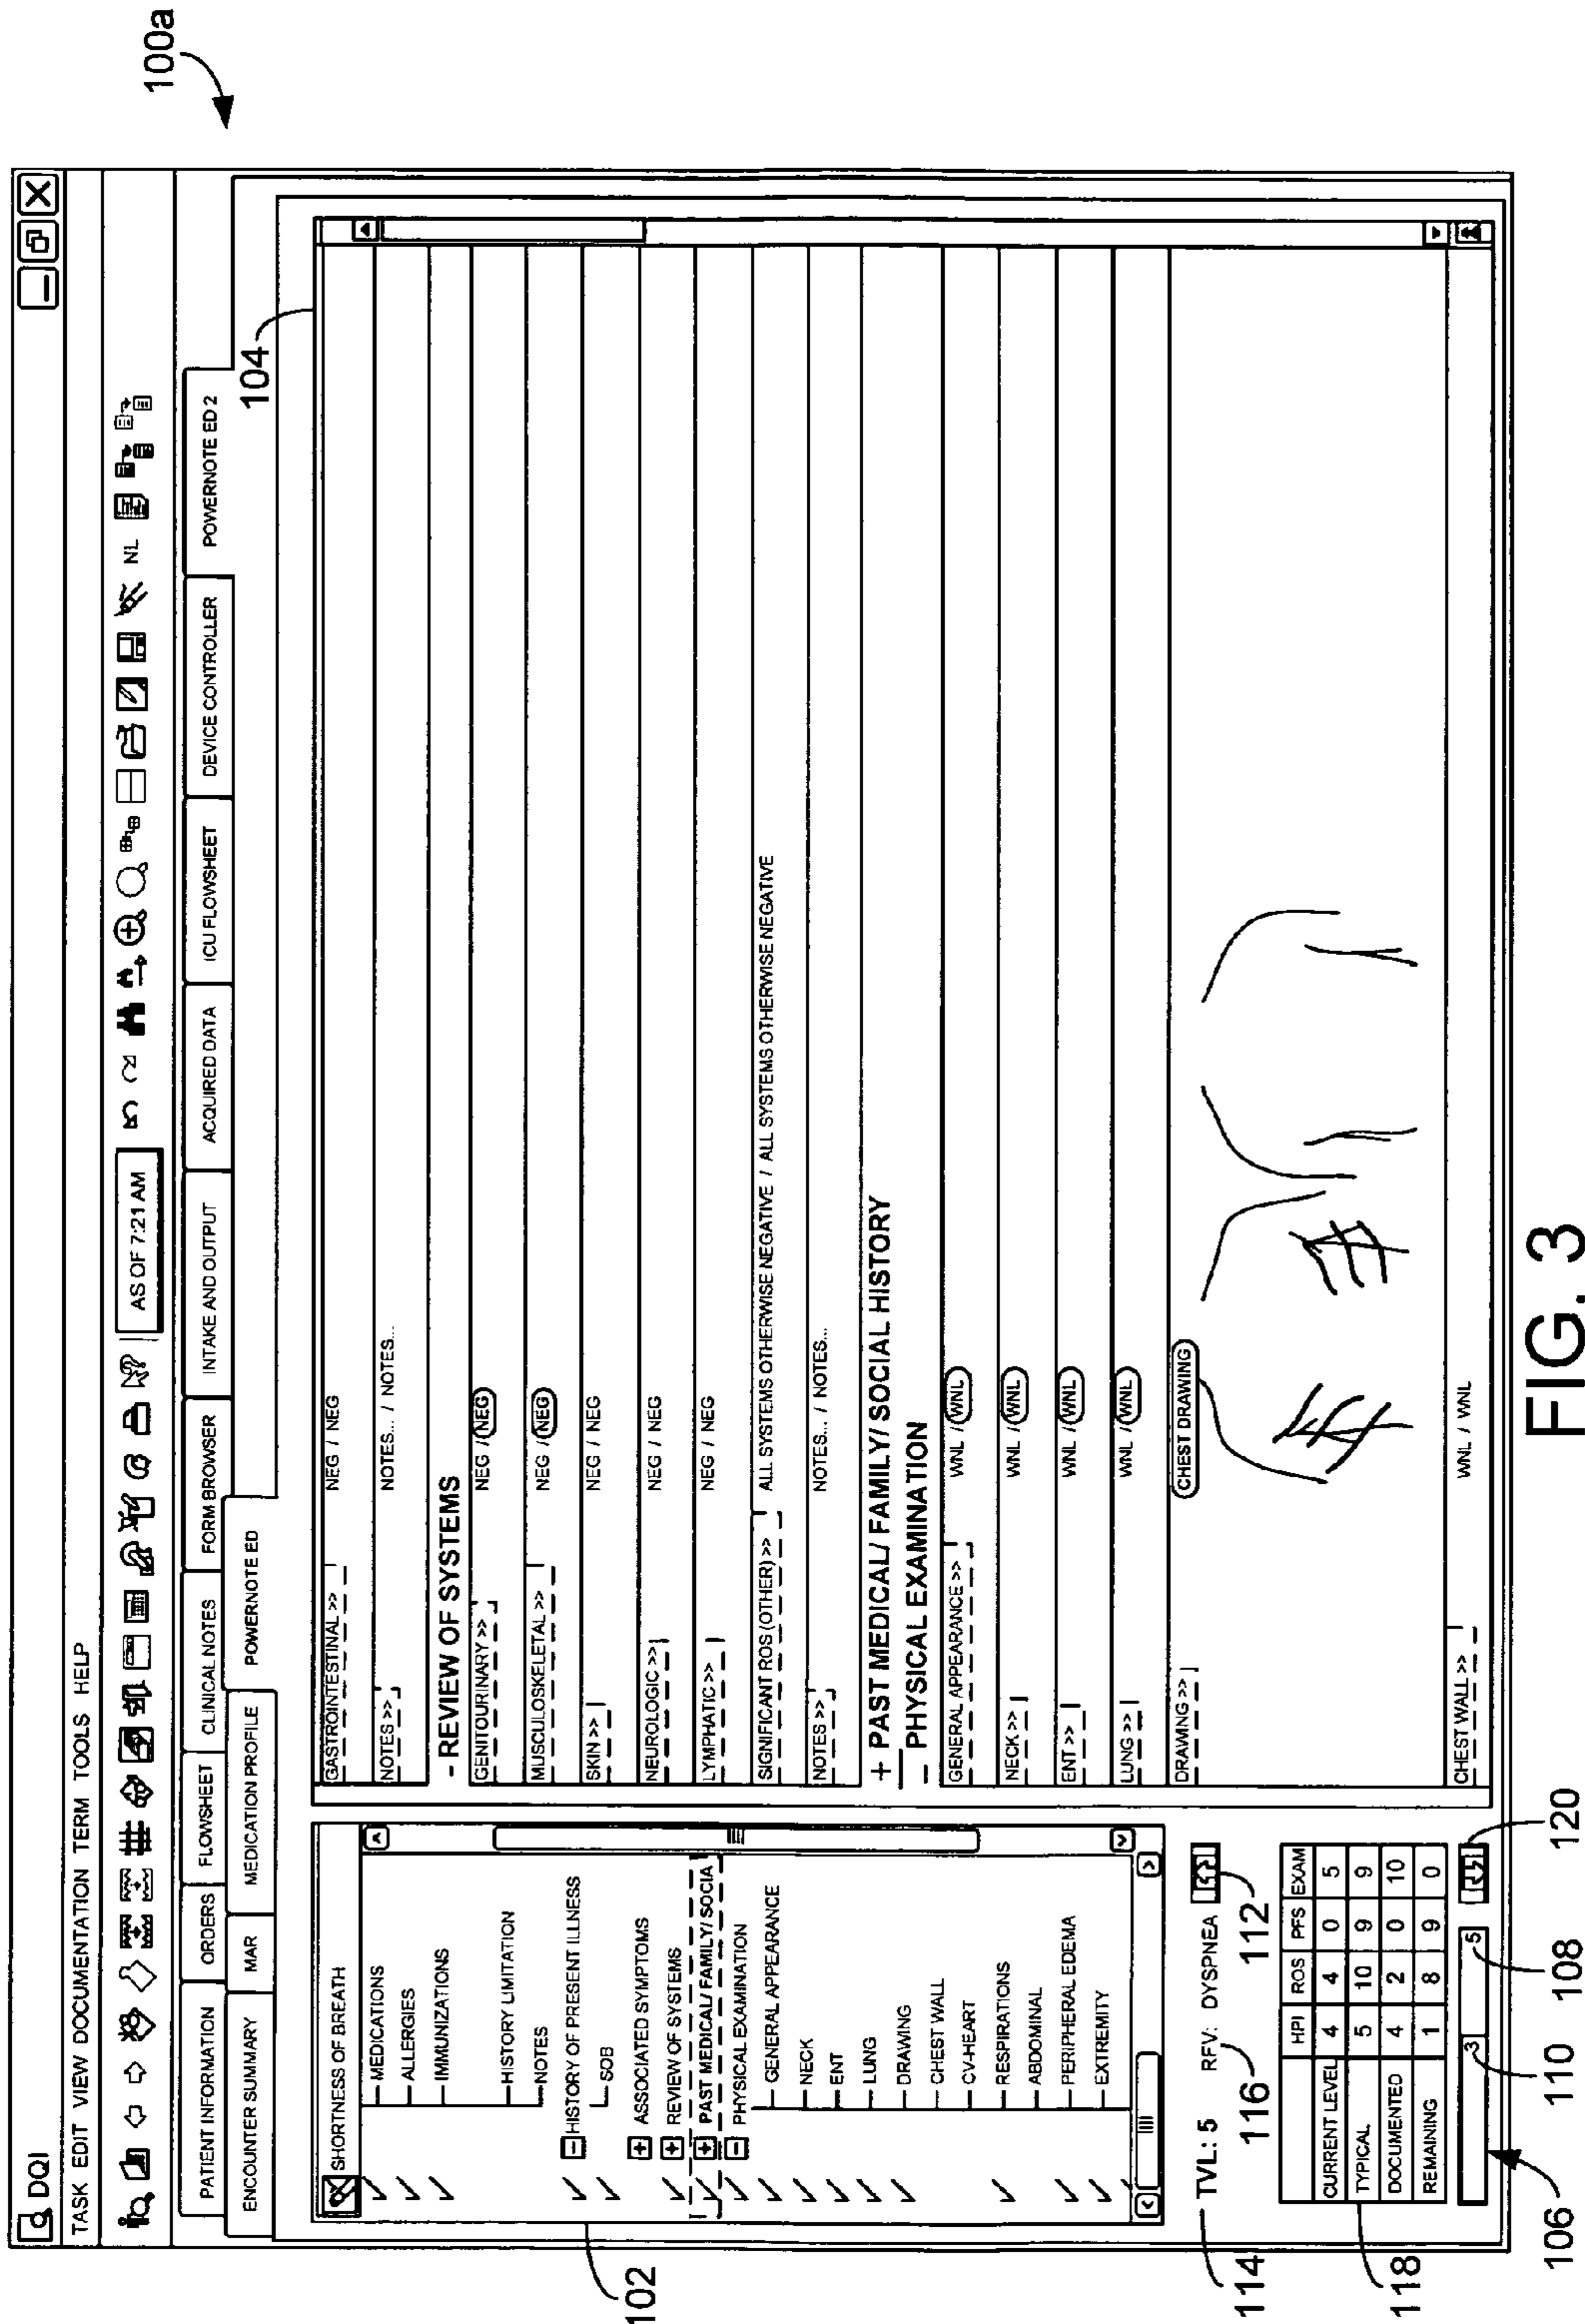 100a
DQI
TASK EDIT VIEW DOCUMENTATION TERM TOOLS HELP
AS OF 7:21 AM
NL
PATIENT INFORMATION ORDERS FLOWSHEET CLINICAL NOTES FORM BROWSER INTAKE AND OUTPUT ACQUIRED DATA ICU FLOWSHEET DEVICE CONTROLLER POWERNOTE ED 2
ENCOUNTER SUMMARY MAR MEDICATION PROFILE POWERNOTE ED
104
102
SHORTNESS OF BREATH
MEDICATIONS
ALLERGIES
IMMUNIZATIONS
HISTORY LIMITATION
NOTES
HISTORY OF PRESENT ILLNESS
SOB
ASSOCIATED SYMPTOMS
REVIEW OF SYSTEMS
PAST MEDICAL/ FAMILY/ SOCIA
PHYSICAL EXAMINATION
GENERAL APPEARANCE
NECK
ENT
LUNG
DRAWING
CHEST WALL
CV-HEART
RESPIRATIONS
ABDOMINAL
PERIPHERAL EDEMA
EXTREMITY
GASTROINTESTINAL >> NEG / NEG
NOTES >> NOTES... / NOTES...
- REVIEW OF SYSTEMS
GENITOURINARY >> NEG / NEG
MUSCULOSKELETAL >> NEG / NEG
SKIN >> NEG / NEG
NEUROLOGIC >> NEG / NEG
LYMPHATIC >> NEG / NEG
SIGNIFICANT ROS (OTHER) >> ALL SYSTEMS OTHERWISE NEGATIVE / ALL SYSTEMS OTHERWISE NEGATIVE
NOTES >> NOTES... / NOTES...
+ PAST MEDICAL/ FAMILY/ SOCIAL HISTORY
_ PHYSICAL EXAMINATION
GENERAL APPEARANCE >> WNL / WNL
NECK >> WNL / WNL
ENT >> WNL / WNL
LUNG >> WNL / WNL
DRAWING >> CHEST DRAWING
CHEST WALL >> WNL / WNL
114 TVL: 5 116 RFV: DYSPNEA 112
118
HPI ROS PFS EXAM
CURRENT LEVEL 4 4 0 5
TYPICAL 5 10 9 9
DOCUMENTED 4 2 0 10
REMAINING 1 8 9 0
3 5
106 110 108 120
FIG. 3